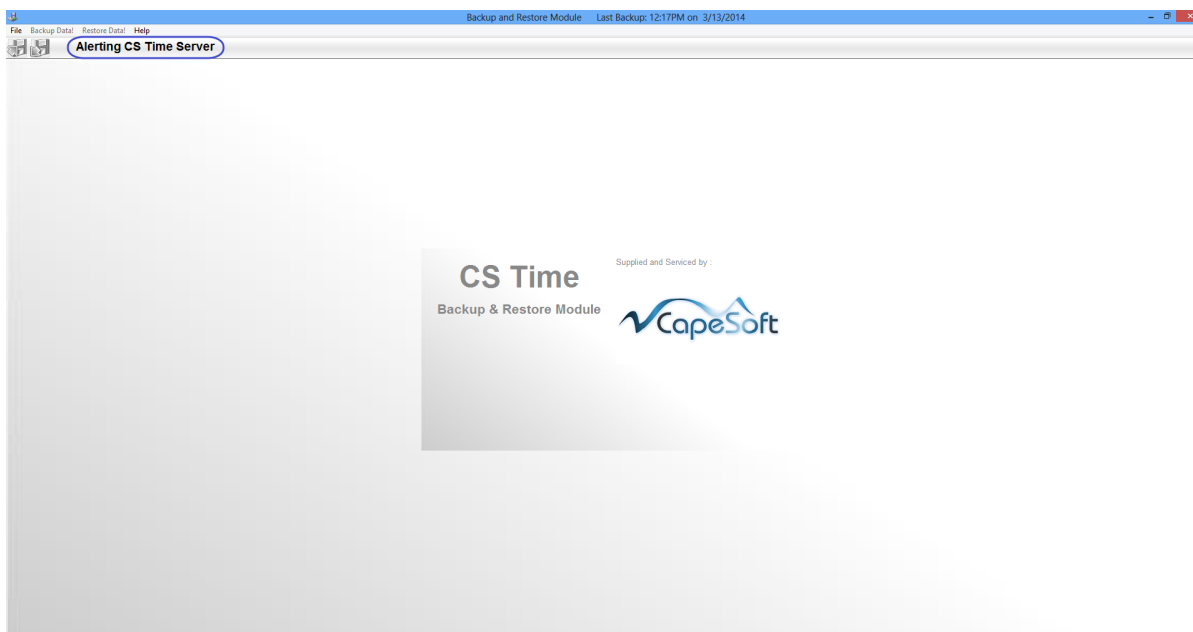 Backup and Restore Module Last Backup: 12:17PM on 3/13/2014
File Backup Data! Restore Data! Help
Alerting CS Time Server
CS Time
Backup & Restore Module
Supplied and Serviced by :
CapeSoft